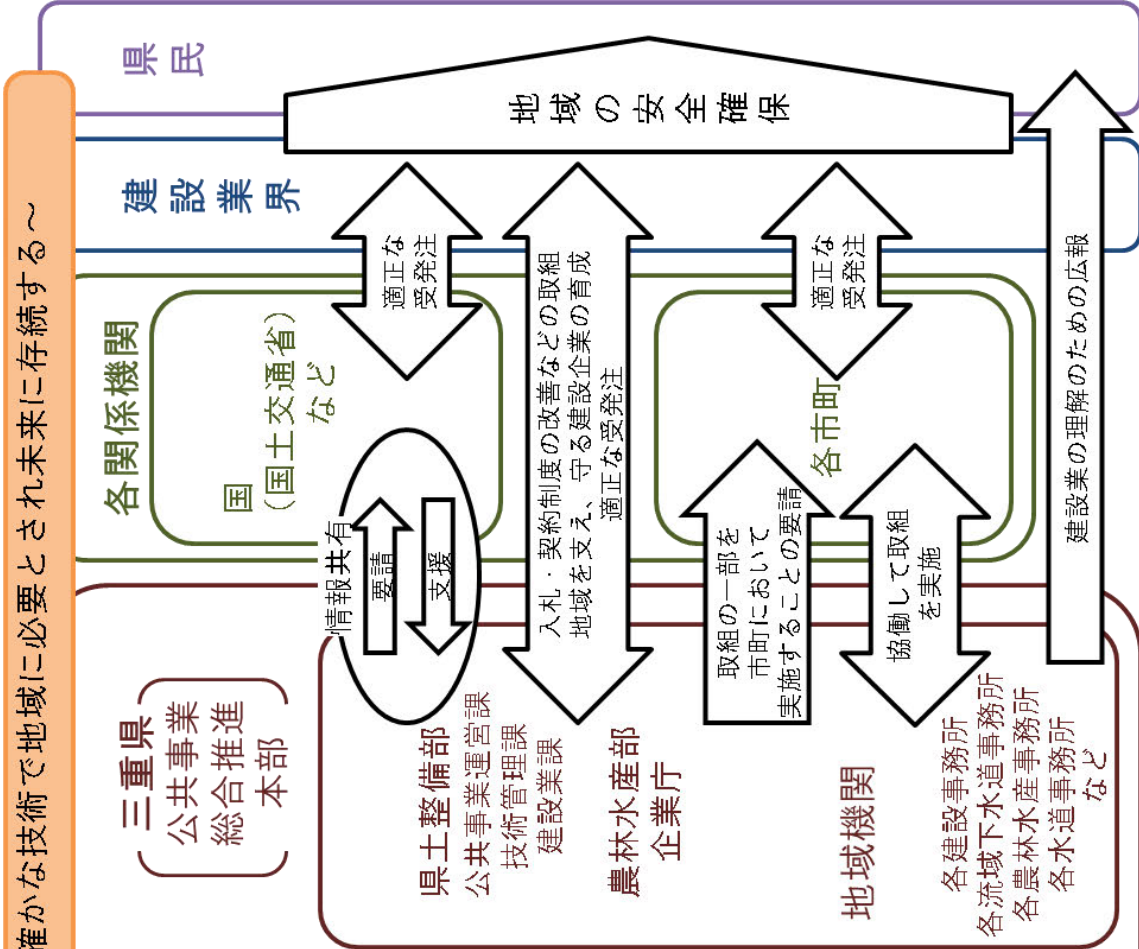 確かな技術で地域に必要とされ未来に存続する～
三重県
公共事業
総合推進
本部
各関係機関
建設業界
県民
国
（国土交通省）
など
情報共有
要請
支援
適正な
受発注
県土整備部
公共事業運営課
技術管理課
建設業課
農林水産部
企業庁
入札・契約制度の改善などの取組
地域を支え、守る建設企業の育成
適正な受発注
地域の安全確保
取組の一部を
市町において
実施することの要請
各市町
適正な
受発注
地域機関
協働して取組
を実施
各建設事務所
各流域下水道事務所
各農林水産事務所
各水道事務所
など
建設業の理解のための広報